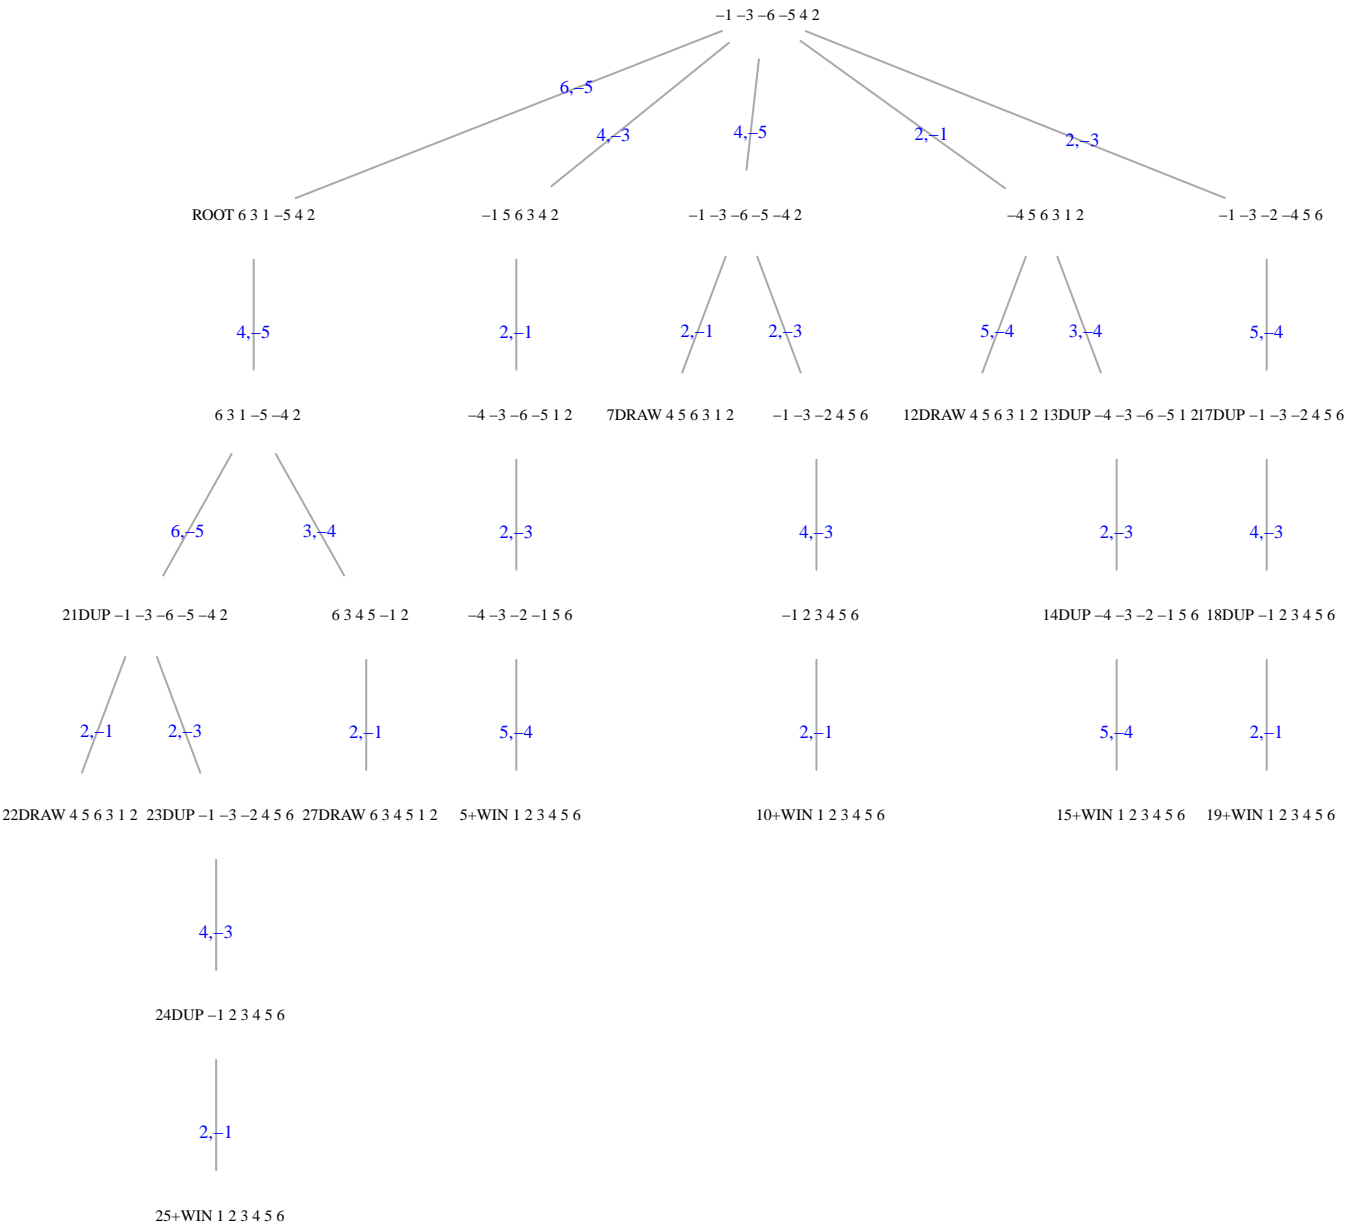 −1 −3 −6 −5 4 2
6,−5
4,−3
4,−5
2,−1
2,−3
ROOT 6 3 1 −5 4 2
−1 5 6 3 4 2
−1 −3 −6 −5 −4 2
−4 5 6 3 1 2
−1 −3 −2 −4 5 6
4,−5
2,−1
2,−1
2,−3
5,−4
3,−4
5,−4
6 3 1 −5 −4 2
−4 −3 −6 −5 1 2
7DRAW 4 5 6 3 1 2
−1 −3 −2 4 5 6
12DRAW 4 5 6 3 1 2
13DUP −4 −3 −6 −5 1 2
17DUP −1 −3 −2 4 5 6
6,−5
3,−4
2,−3
4,−3
2,−3
4,−3
21DUP −1 −3 −6 −5 −4 2
6 3 4 5 −1 2
−4 −3 −2 −1 5 6
−1 2 3 4 5 6
14DUP −4 −3 −2 −1 5 6
18DUP −1 2 3 4 5 6
2,−1
2,−3
2,−1
5,−4
2,−1
5,−4
2,−1
22DRAW 4 5 6 3 1 2
23DUP −1 −3 −2 4 5 6
27DRAW 6 3 4 5 1 2
5+WIN 1 2 3 4 5 6
10+WIN 1 2 3 4 5 6
15+WIN 1 2 3 4 5 6
19+WIN 1 2 3 4 5 6
4,−3
24DUP −1 2 3 4 5 6
2,−1
25+WIN 1 2 3 4 5 6